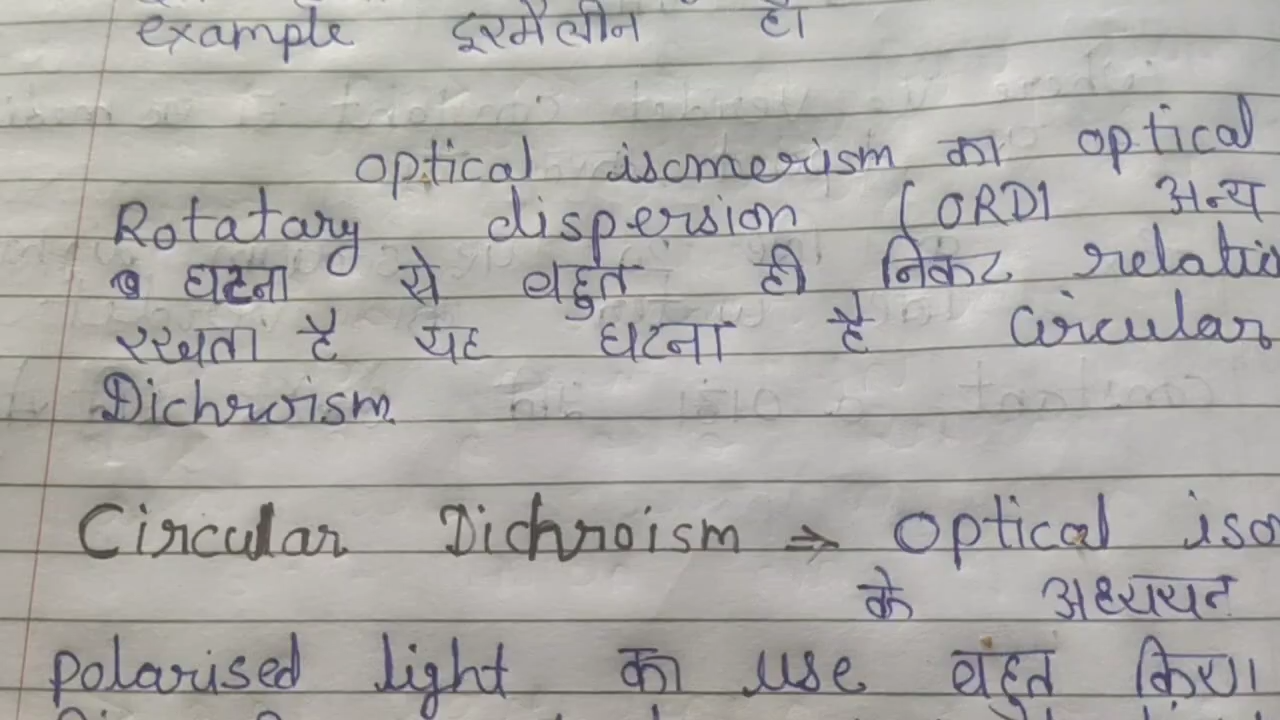 example इरमैलीन है।
optical isomerism का optical
Rotatary dispersion (ORD) अन्य
घटना से बहुत ही निकट relatio
रखता है यह घटना है Circular
Dichroism
Circular Dichroism ⇒ Optical iso
के अध्ययन
polarised light का use बहुत किया